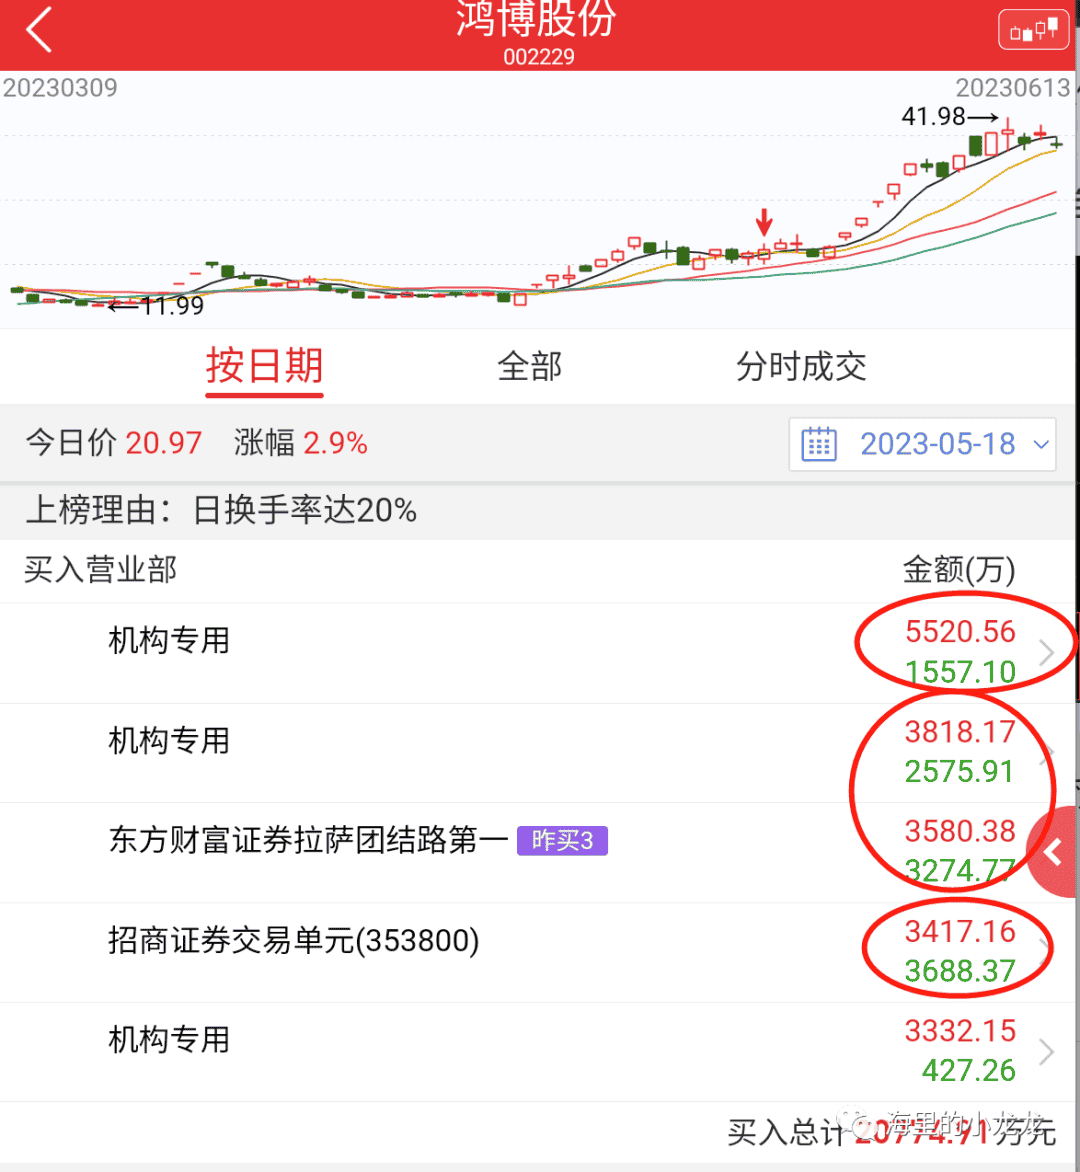 鸿博股份
002229
20230309
20230613
41.98
11.99
按日期 全部 分时成交
今日价 20.97 涨幅 2.9%
2023-05-18
上榜理由：日换手率达20%
买入营业部 金额(万)
机构专用 5520.56
1557.10
机构专用 3818.17
2575.91
东方财富证券拉萨团结路第一 昨买3 3580.38
3274.77
招商证券交易单元(353800) 3417.16
3688.37
机构专用 3332.15
427.26
买入总计 20774.91万元
海里的小龙龙